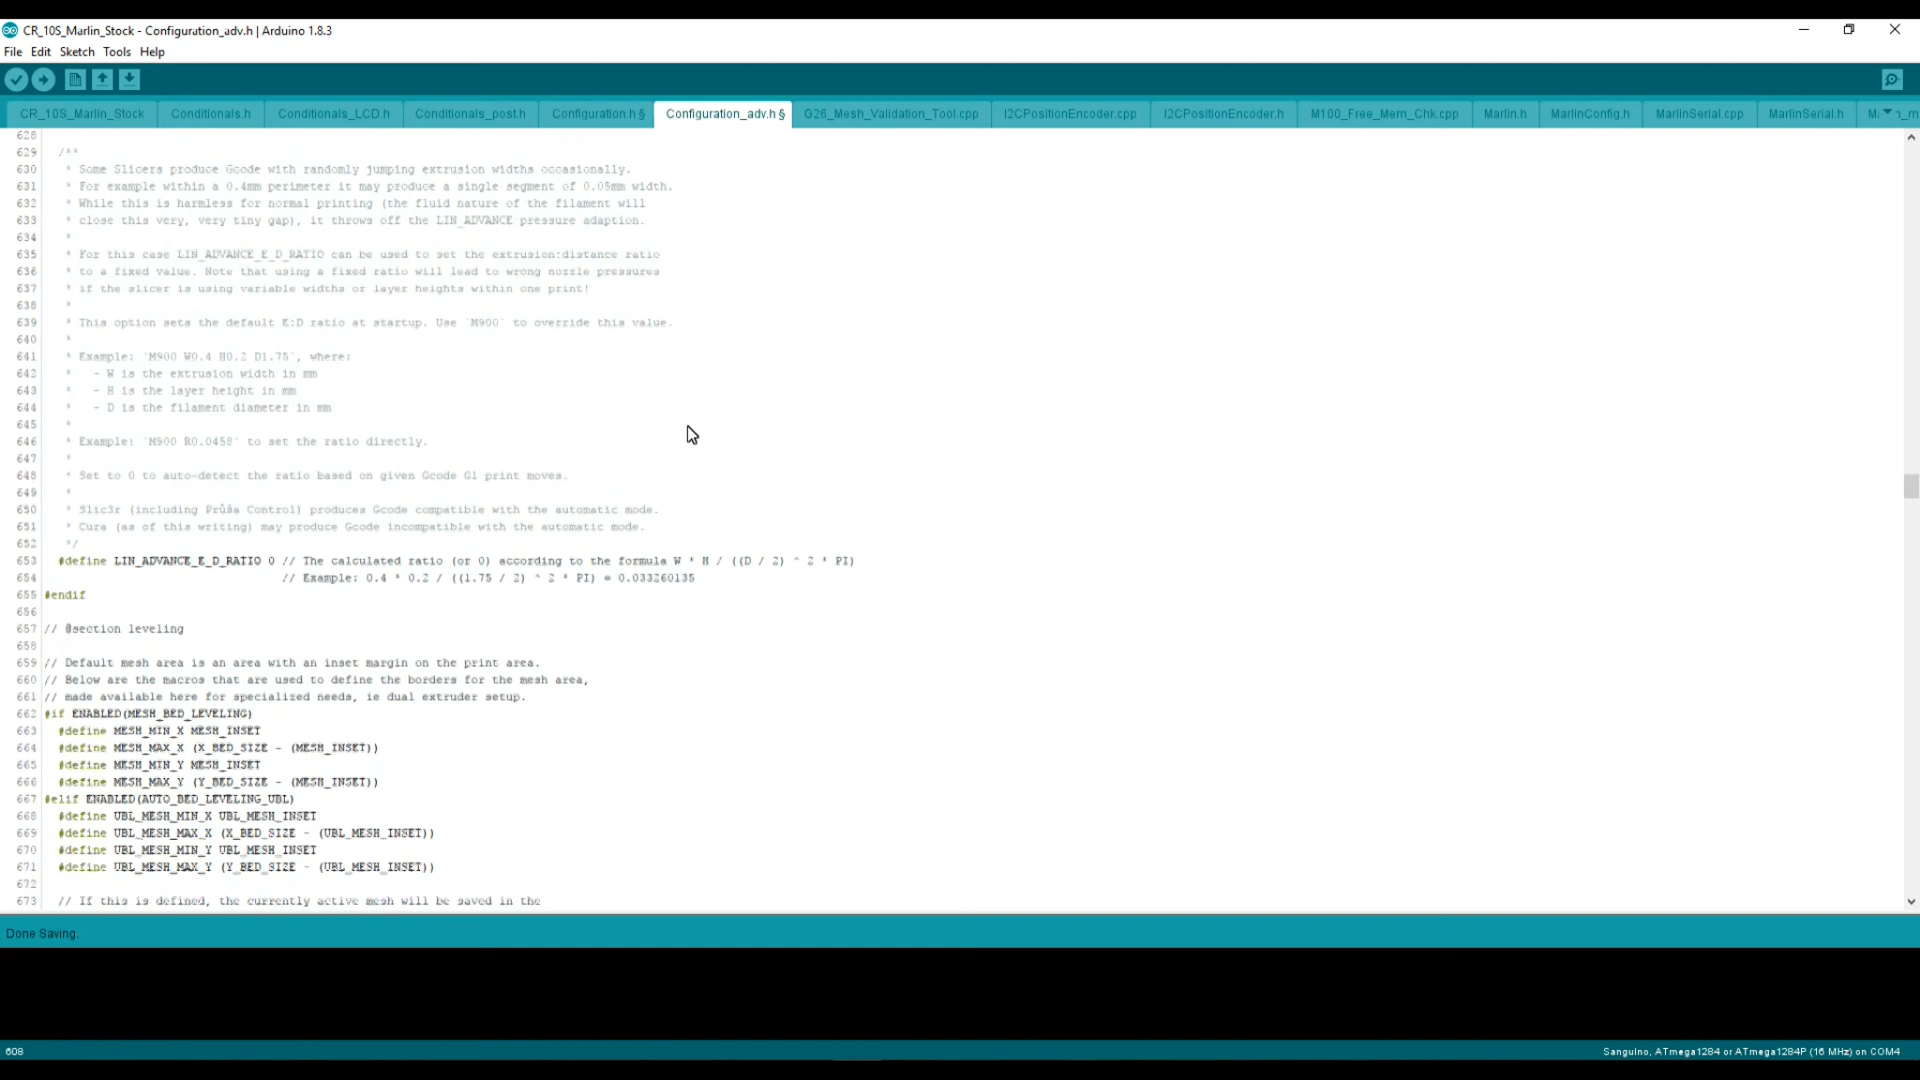 CR_10S_Marlin_Stock - Configuration_adv.h | Arduino 1.8.3
File Edit Sketch Tools Help
CR_10S_Marlin_Stock Conditionals.h Conditionals_LCD.h Conditionals_post.h Configuration.h § Configuration_adv.h § G26_Mesh_Validation_Tool.cpp I2CPositionEncoder.cpp I2CPositionEncoder.h M100_Free_Mem_Chk.cpp Marlin.h MarlinConfig.h MarlinSerial.cpp MarlinSerial.h
628
629 /**
630 * Some Slicers produce Gcode with randomly jumping extrusion widths occasionally.
631 * For example within a 0.4mm perimeter it may produce a single segment of 0.05mm width.
632 * While this is harmless for normal printing (the fluid nature of the filament will
633 * close this very, very tiny gap), it throws off the LIN_ADVANCE pressure adaption.
634 *
635 * For this case LIN_ADVANCE_E_D_RATIO can be used to set the extrusion:distance ratio
636 * to a fixed value. Note that using a fixed ratio will lead to wrong nozzle pressures
637 * if the slicer is using variable widths or layer heights within one print!
638 *
639 * This option sets the default E:D ratio at startup. Use `M900` to override this value.
640 *
641 * Example: `M900 W0.4 H0.2 D1.75`, where:
642 * - W is the extrusion width in mm
643 * - H is the layer height in mm
644 * - D is the filament diameter in mm
645 *
646 * Example: `M900 R0.0458` to set the ratio directly.
647 *
648 * Set to 0 to auto-detect the ratio based on given Gcode G1 print moves.
649 *
650 * Slic3r (including Průša Control) produces Gcode compatible with the automatic mode.
651 * Cura (as of this writing) may produce Gcode incompatible with the automatic mode.
652 */
653 #define LIN_ADVANCE_E_D_RATIO 0 // The calculated ratio (or 0) according to the formula W * H / ((D / 2) ^ 2 * PI)
654 // Example: 0.4 * 0.2 / ((1.75 / 2) ^ 2 * PI) = 0.033260135
655 #endif
656
657 // @section leveling
658
659 // Default mesh area is an area with an inset margin on the print area.
660 // Below are the macros that are used to define the borders for the mesh area,
661 // made available here for specialized needs, ie dual extruder setup.
662 #if ENABLED(MESH_BED_LEVELING)
663 #define MESH_MIN_X MESH_INSET
664 #define MESH_MAX_X (X_BED_SIZE - (MESH_INSET))
665 #define MESH_MIN_Y MESH_INSET
666 #define MESH_MAX_Y (Y_BED_SIZE - (MESH_INSET))
667 #elif ENABLED(AUTO_BED_LEVELING_UBL)
668 #define UBL_MESH_MIN_X UBL_MESH_INSET
669 #define UBL_MESH_MAX_X (X_BED_SIZE - (UBL_MESH_INSET))
670 #define UBL_MESH_MIN_Y UBL_MESH_INSET
671 #define UBL_MESH_MAX_Y (Y_BED_SIZE - (UBL_MESH_INSET))
672
673 // If this is defined, the currently active mesh will be saved in the
Done Saving.
608 Sanguino, ATmega1284 or ATmega1284P (16 MHz) on COM4